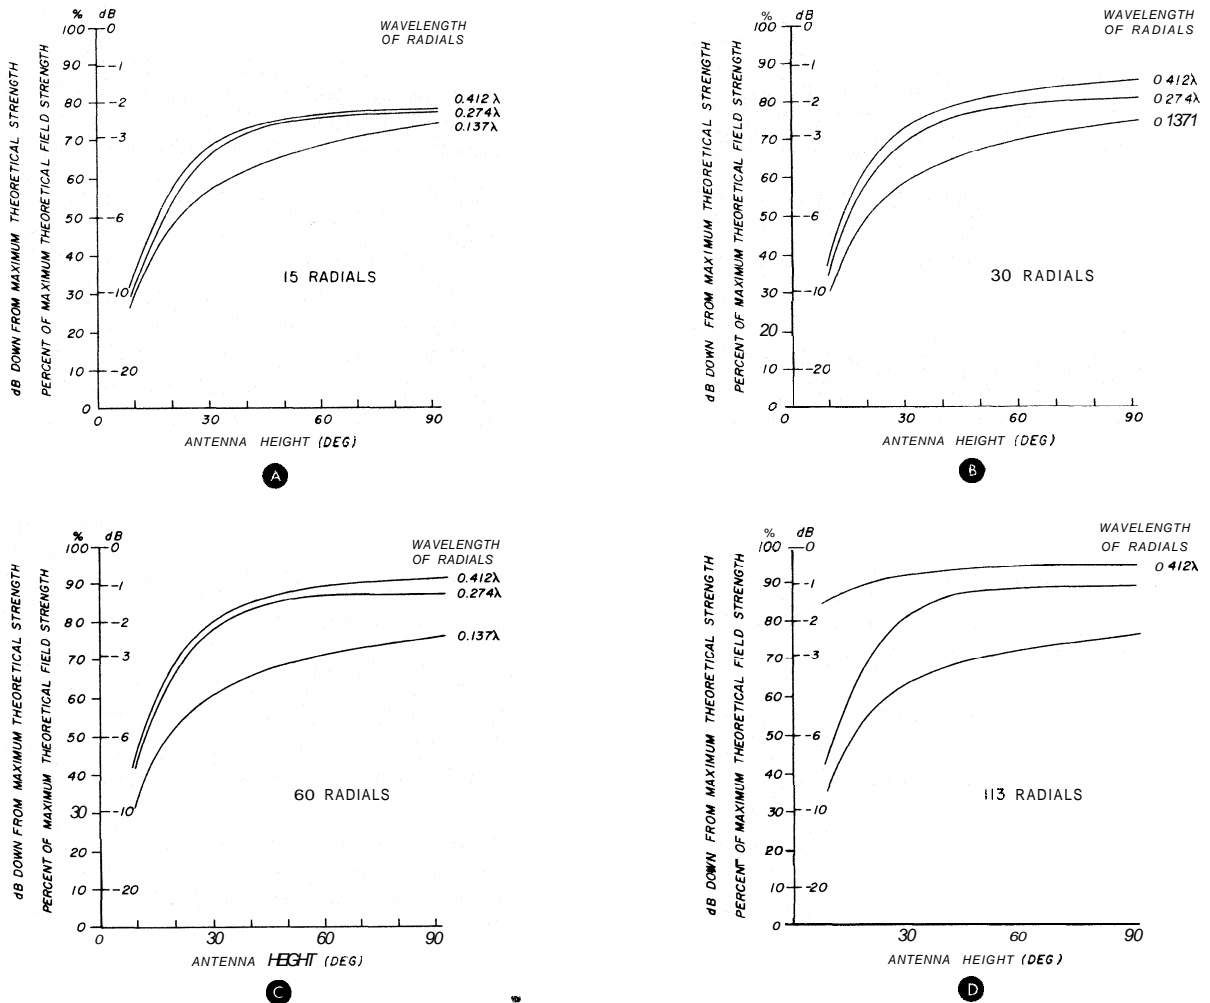 % dB
WAVELENGTH
OF RADIALS
100 0
90 -1
80 -2
70 -3
60
50 -6
40
30 -10
20
10 -20
0
0 30 60 90
dB DOWN FROM MAXIMUM THEORETICAL STRENGTH
PERCENT OF MAXIMUM THEORETICAL FIELD STRENGTH
0.412λ
0.274λ
0.137λ
15 RADIALS
ANTENNA HEIGHT (DEG)
A
% dB
WAVELENGTH
OF RADIALS
100 0
90 -1
80 -2
70 -3
60
50 -6
40
30 -10
20
10 -20
0
0 30 60 90
dB DOWN FROM MAXIMUM THEORETICAL STRENGTH
PERCENT OF MAXIMUM THEORETICAL FIELD STRENGTH
0 412λ
0 274λ
0 1371
30 RADIALS
ANTENNA HEIGHT (DEG)
B
% dB
WAVELENGTH
OF RADIALS
100 0
90 -1
80 -2
70 -3
60
50 -6
40
30 -10
20
10 -20
0
0 30 60 90
dB DOWN FROM MAXIMUM THEORETICAL STRENGTH
PERCENT OF MAXIMUM THEORETICAL FIELD STRENGTH
0.412λ
0.274λ
0.137λ
60 RADIALS
ANTENNA HEIGHT (DEG)
C
% dB
WAVELENGTH
OF RADIALS
100 0
90 -1
80 -2
70 -3
60
50 -6
40
30 -10
20
10 -20
0
30 60 90
dB DOWN FROM MAXIMUM THEORETICAL STRENGTH
PERCENT OF MAXIMUM THEORETICAL FIELD STRENGTH
0 412λ
113 RADIALS
ANTENNA HEIGHT (DEG)
D